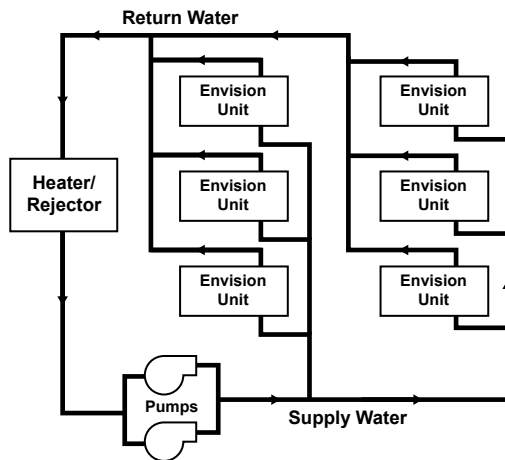 Return Water
Envision
Unit
Envision
Unit
Heater/
Rejector
Envision
Unit
Envision
Unit
Envision
Unit
Envision
Unit
Pumps
Supply Water